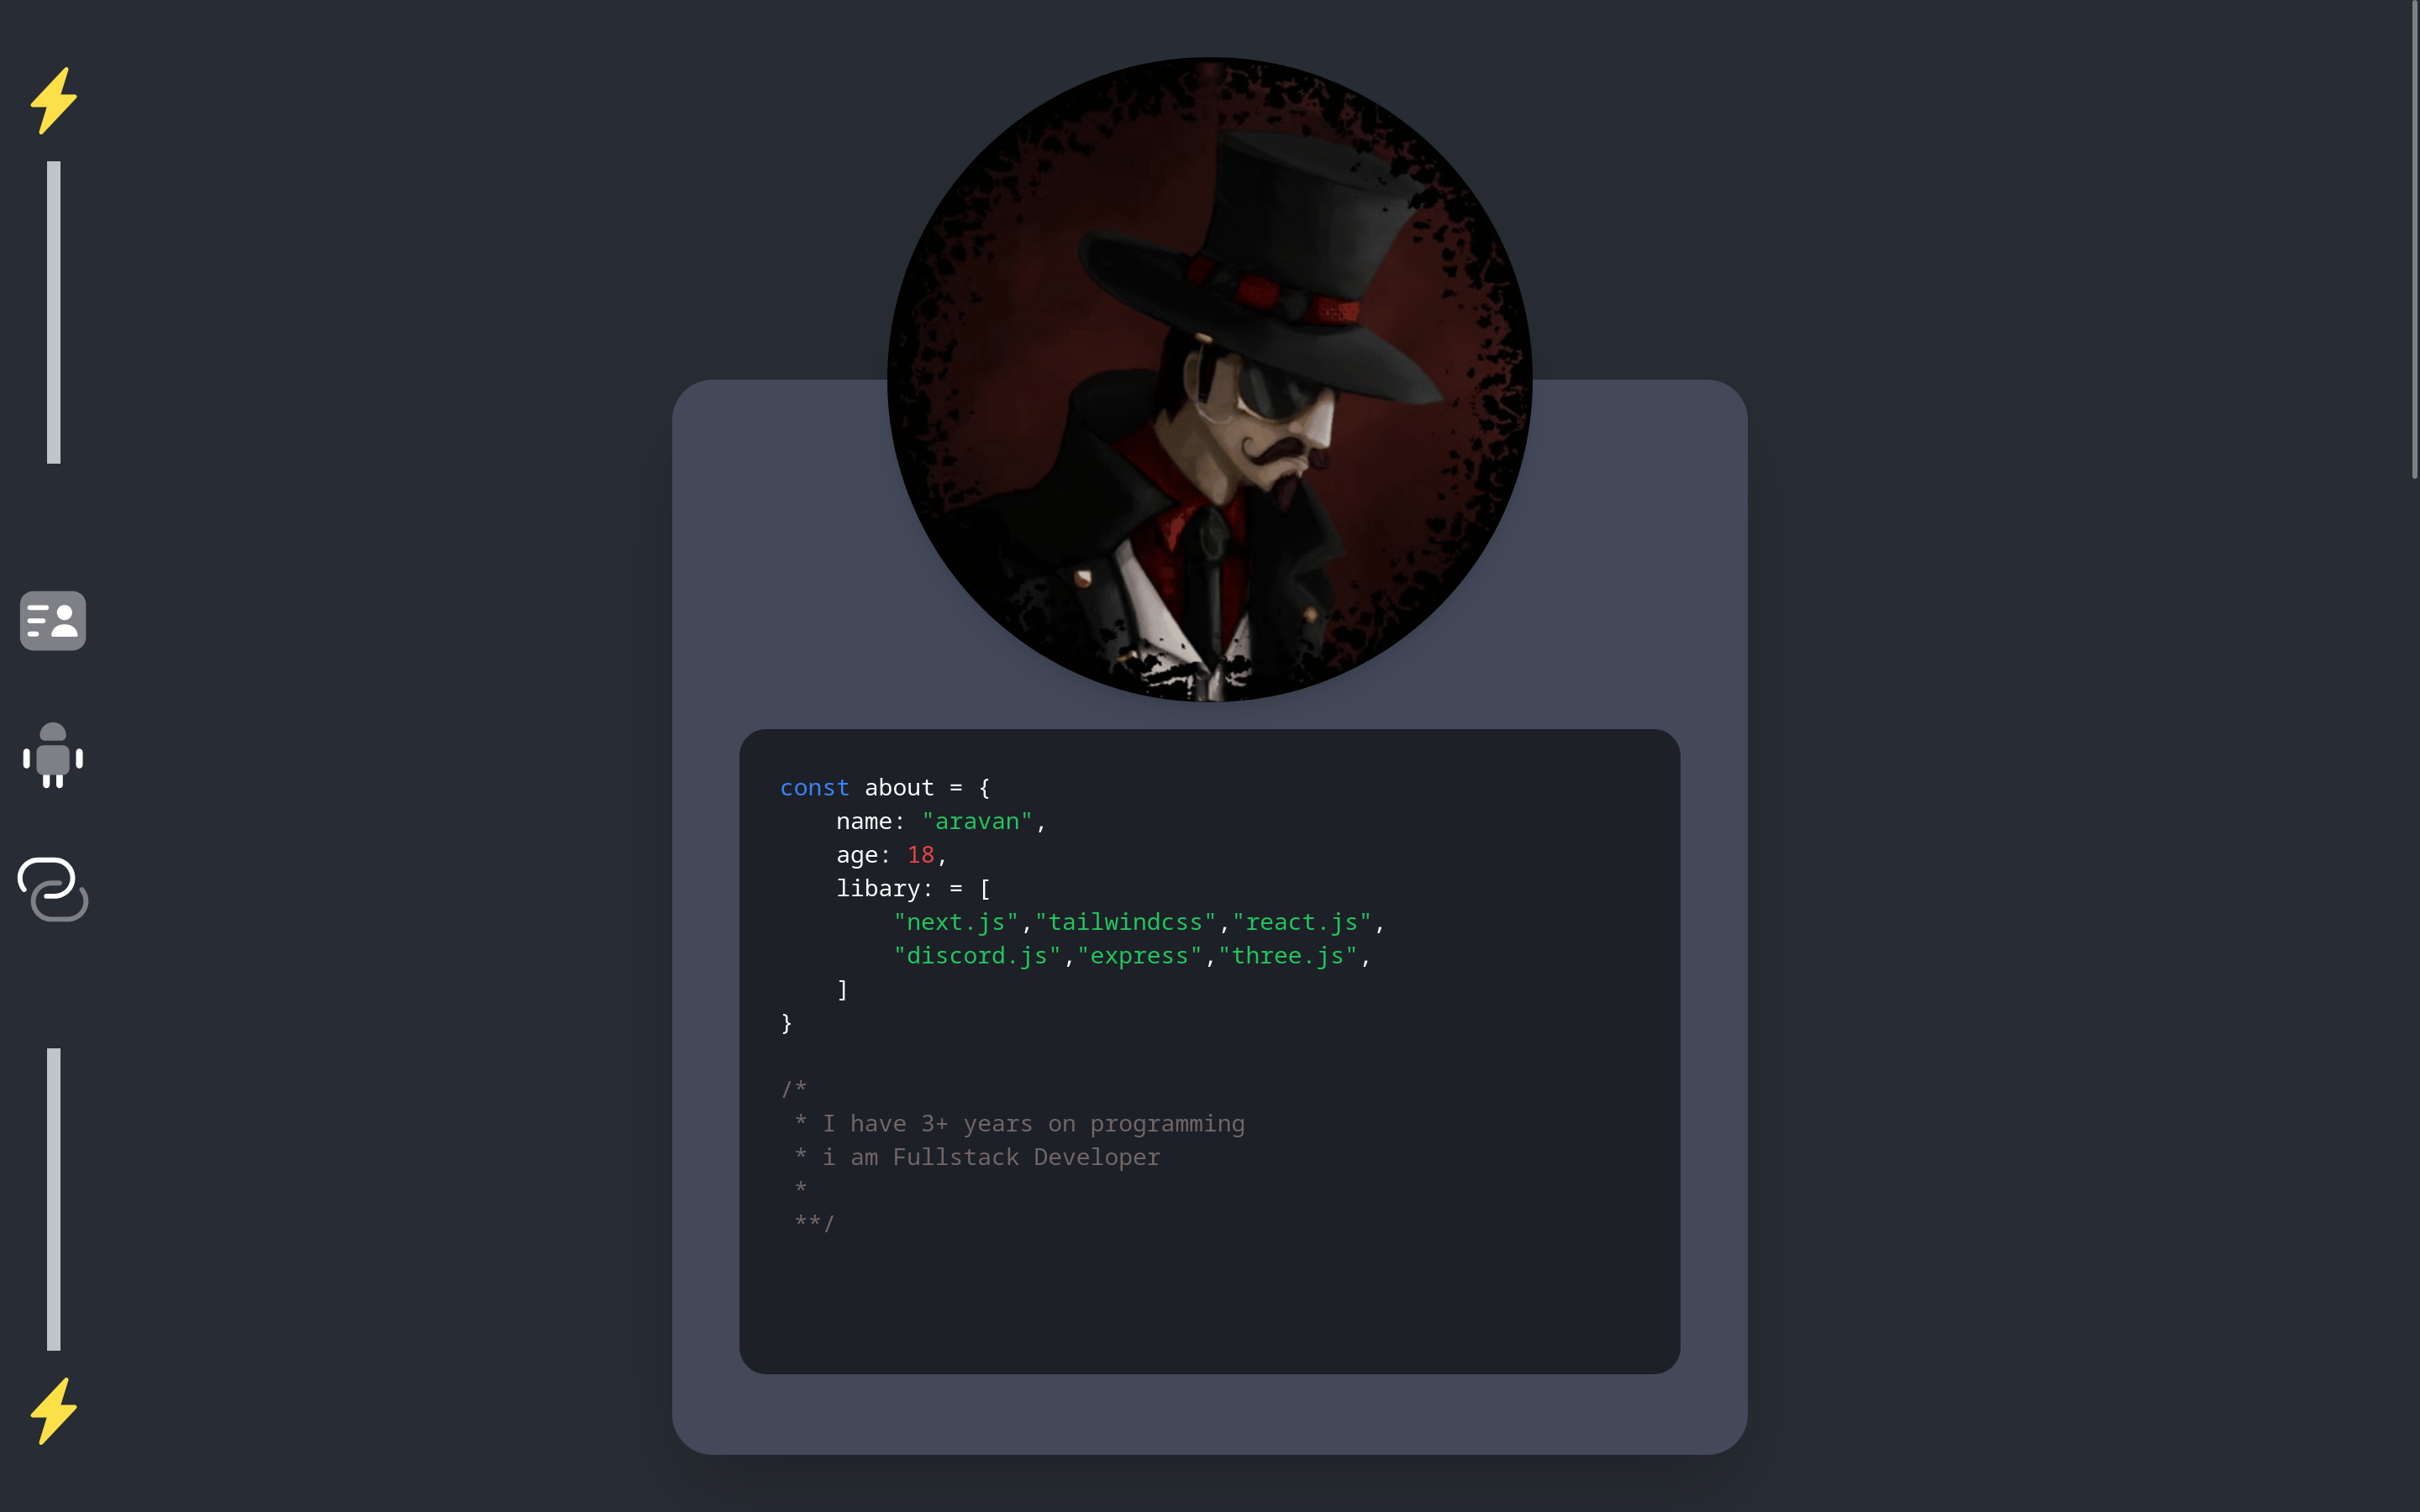 const about = {
    name: "aravan",
    age: 18,
    libary: = [
        "next.js","tailwindcss","react.js",
        "discord.js","express","three.js",
    ]
}
/*
 * I have 3+ years on programming
 * i am Fullstack Developer
 *
 **/